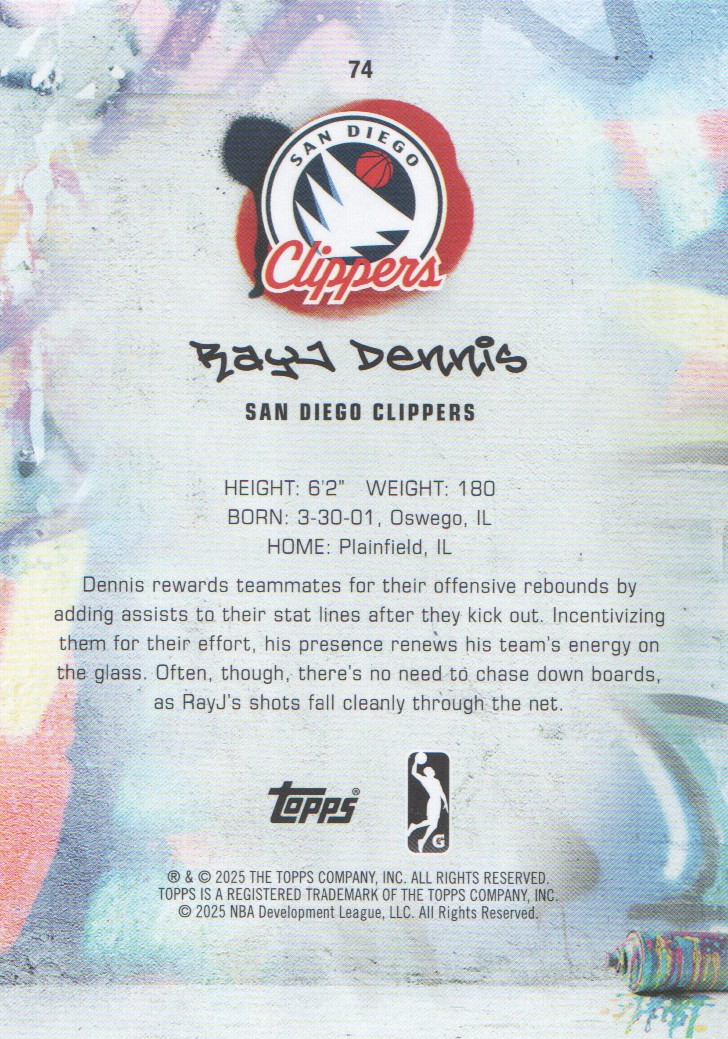 74
SAN DIEGO
Clippers
RayJ Dennis
SAN DIEGO CLIPPERS
HEIGHT: 6'2" WEIGHT: 180
BORN: 3-30-01, Oswego, IL
HOME: Plainfield, IL
Dennis rewards teammates for their offensive rebounds by
adding assists to their stat lines after they kick out. Incentivizing
them for their effort, his presence renews his team's energy on
the glass. Often, though, there's no need to chase down boards,
as RayJ's shots fall cleanly through the net.
topps®
G
® & © 2025 THE TOPPS COMPANY, INC. ALL RIGHTS RESERVED.
TOPPS IS A REGISTERED TRADEMARK OF THE TOPPS COMPANY, INC.
© 2025 NBA Development League, LLC. All Rights Reserved.